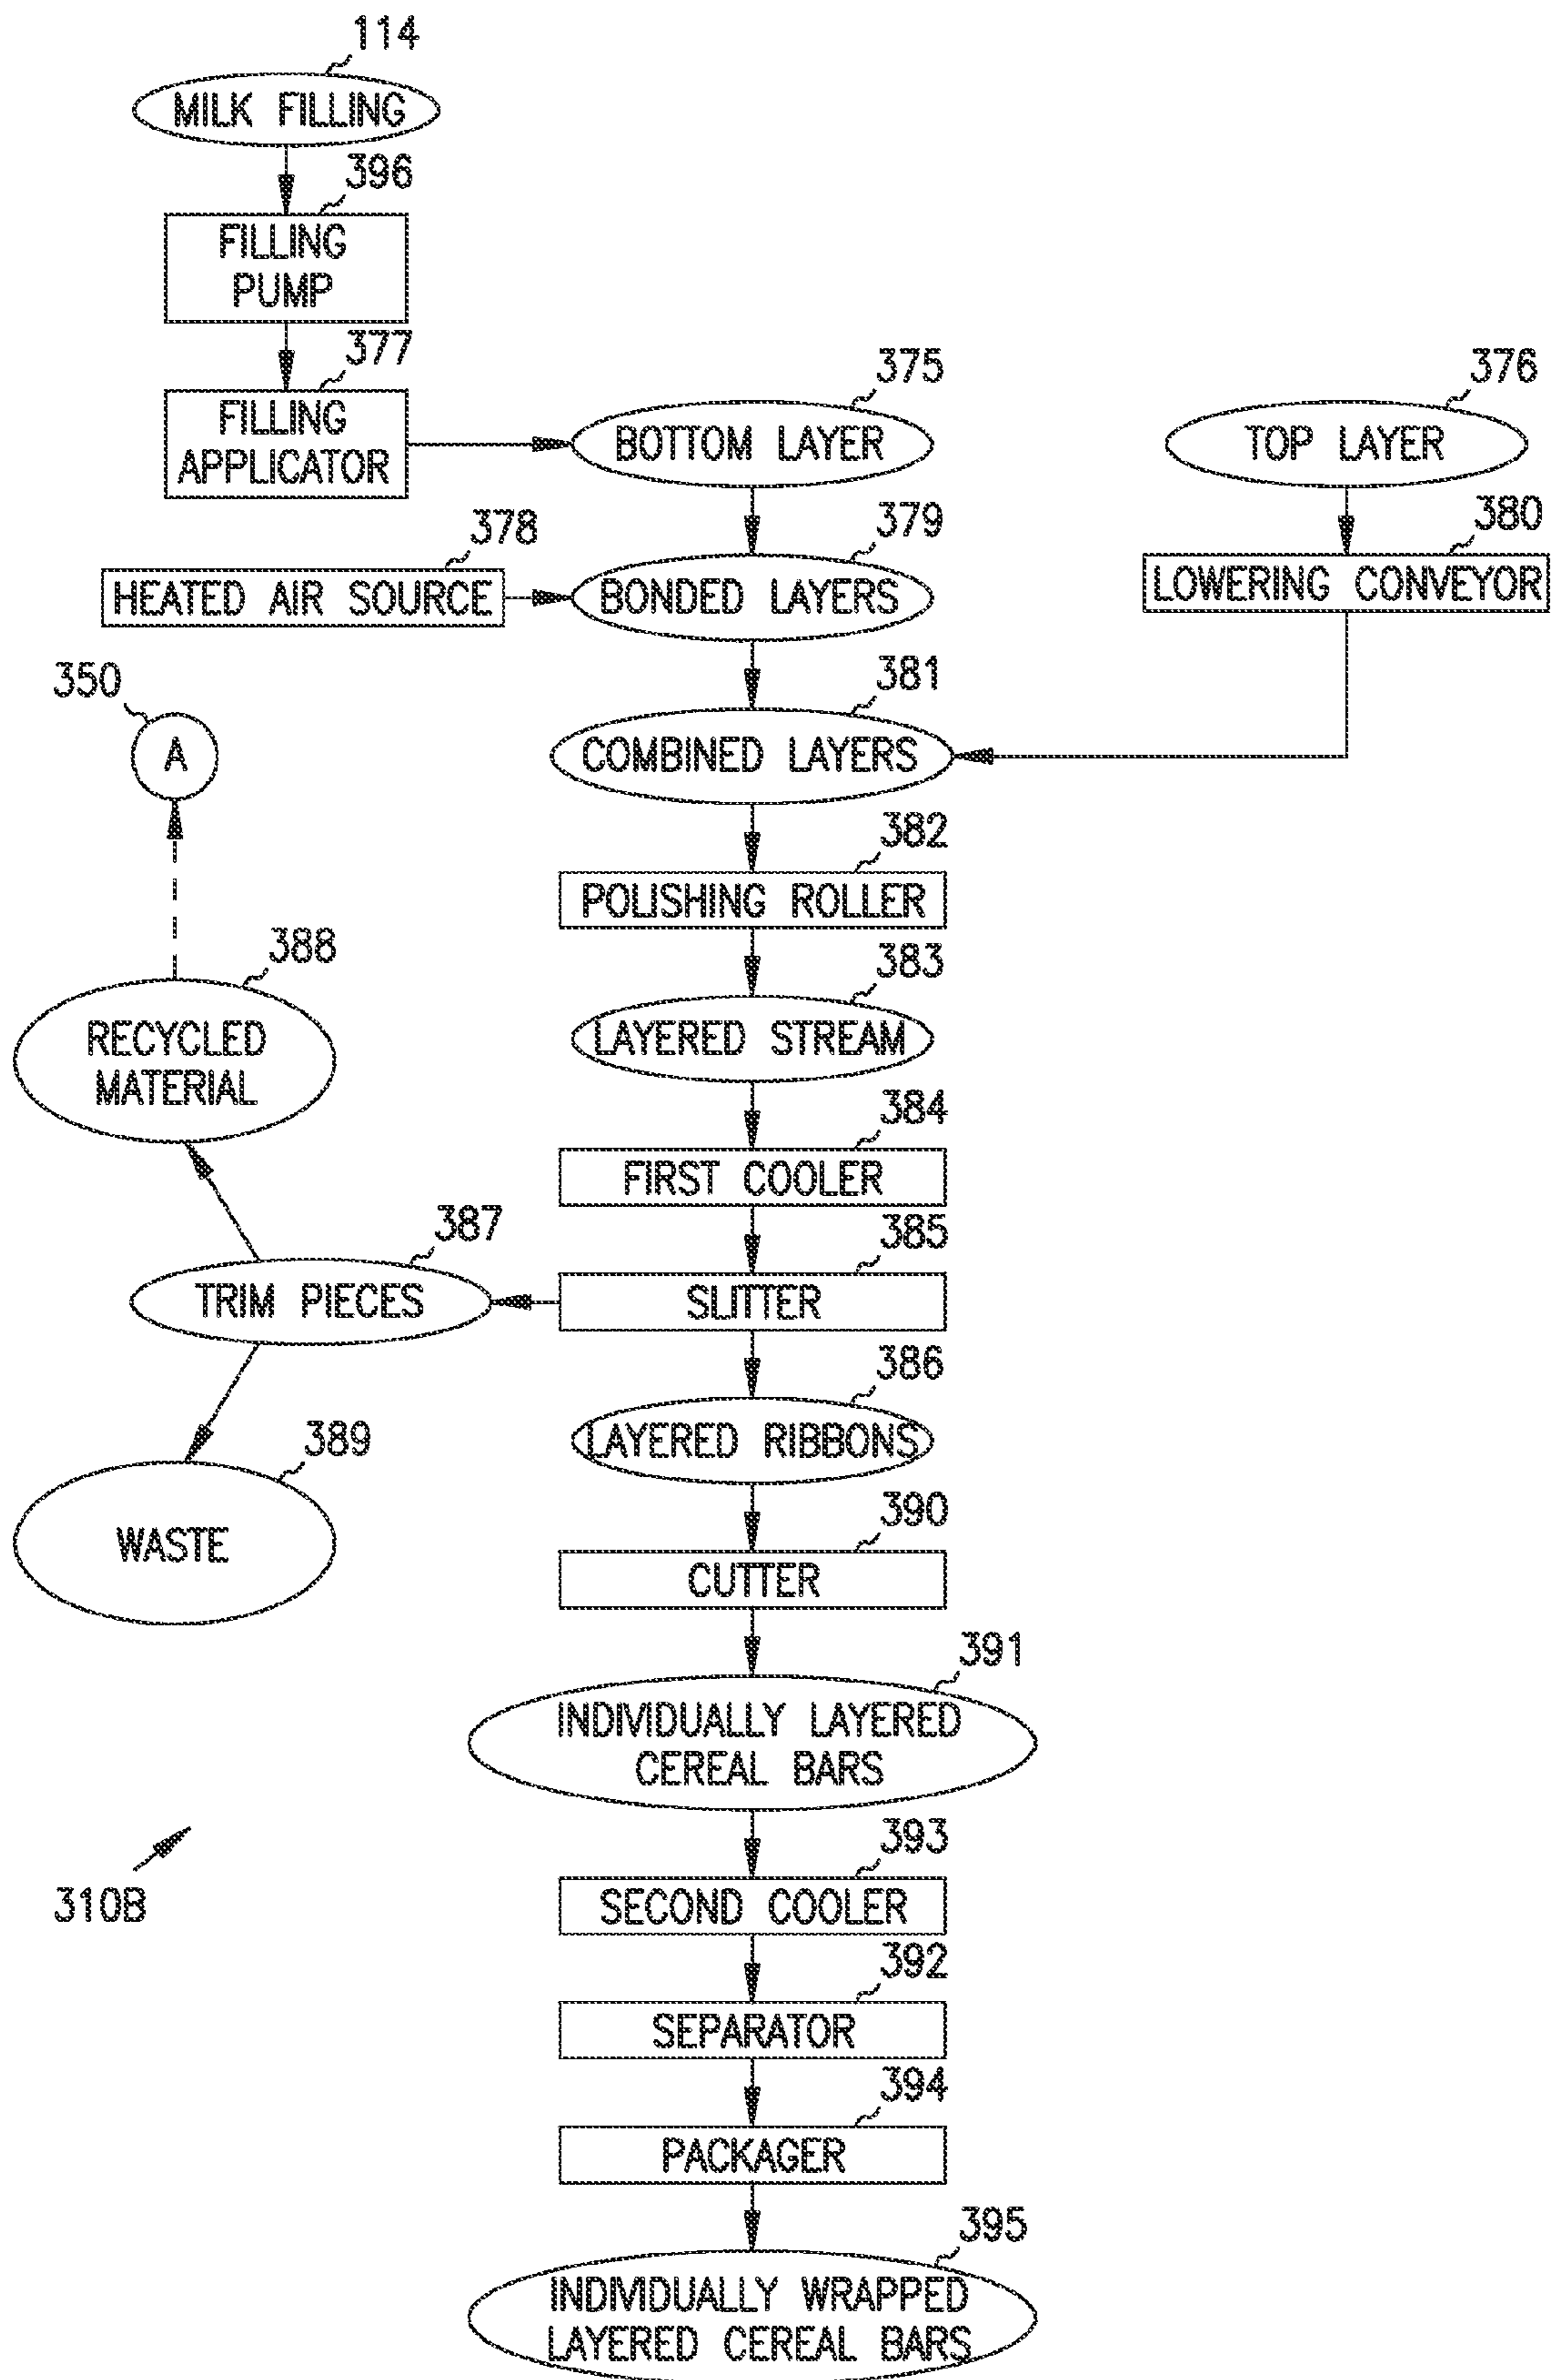 114
MILK FILLING
396
FILLING
PUMP
377
FILLING
APPLICATOR
375
BOTTOM LAYER
376
TOP LAYER
378
HEATED AIR SOURCE
379
BONDED LAYERS
380
LOWERING CONVEYOR
350
A
381
COMBINED LAYERS
382
POLISHING ROLLER
388
RECYCLED
MATERIAL
383
LAYERED STREAM
384
FIRST COOLER
387
TRIM PIECES
385
SLITTER
386
LAYERED RIBBONS
389
WASTE
390
CUTTER
391
INDIVIDUALLY LAYERED
CEREAL BARS
310B
393
SECOND COOLER
392
SEPARATOR
394
PACKAGER
395
INDIVIDUALLY WRAPPED
LAYERED CEREAL BARS